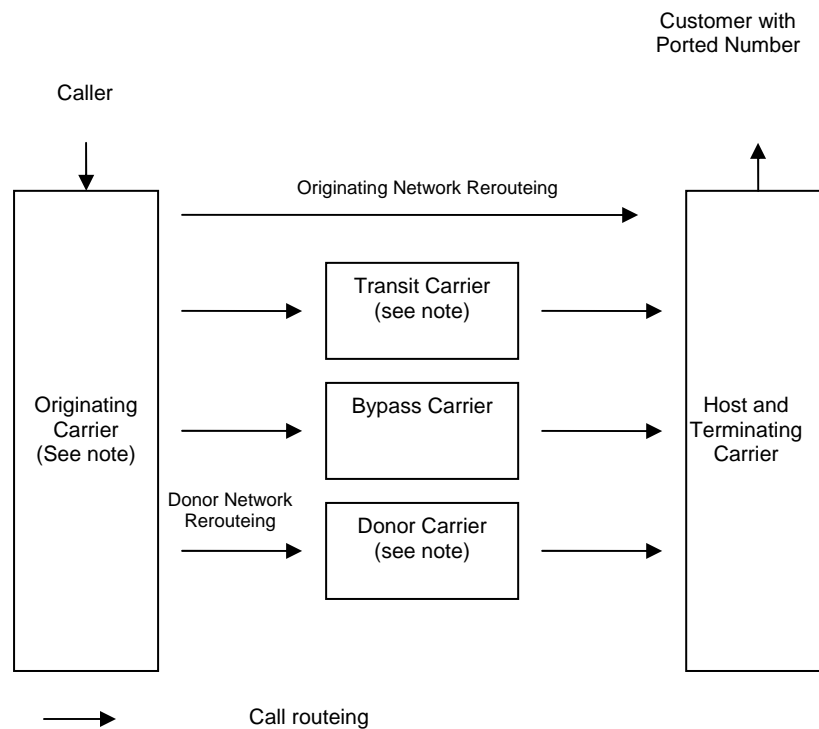 Customer with
Ported Number
Caller
Originating Network Rerouteing
Transit Carrier
(see note)
Originating
Carrier
(See note)
Bypass Carrier
Host and
Terminating
Carrier
Donor Network
Rerouteing
Donor Carrier
(see note)
Call routeing